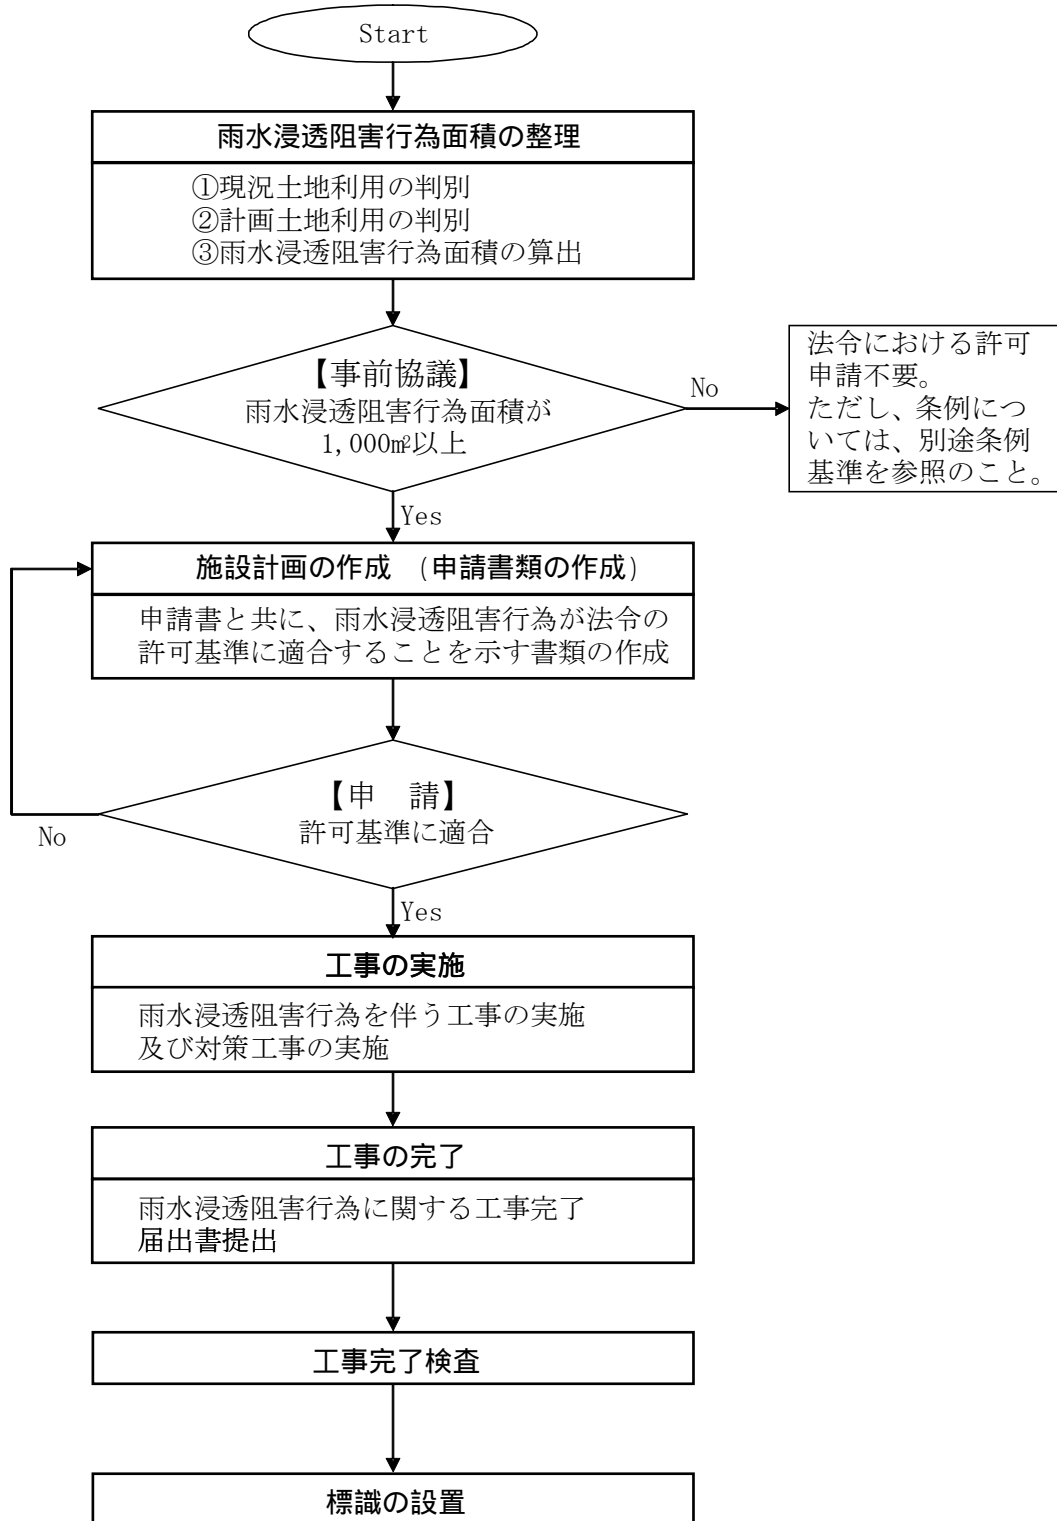 Start
雨水浸透阻害行為面積の整理
①現況土地利用の判別
②計画土地利用の判別
③雨水浸透阻害行為面積の算出
【事前協議】
雨水浸透阻害行為面積が
1,000㎡以上
No
法令における許可
申請不要。
ただし、条例につ
いては、別途条例
基準を参照のこと。
Yes
施設計画の作成 (申請書類の作成)
申請書と共に、雨水浸透阻害行為が法令の
許可基準に適合することを示す書類の作成
【申 請】
許可基準に適合
No
Yes
工事の実施
雨水浸透阻害行為を伴う工事の実施
及び対策工事の実施
工事の完了
雨水浸透阻害行為に関する工事完了
届出書提出
工事完了検査
標識の設置